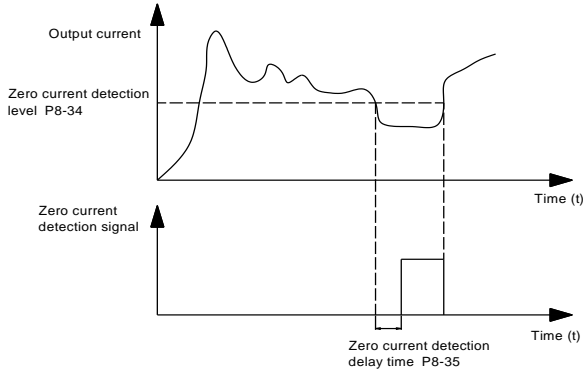 Output current
Zero current detection
level P8-34
Time (t)
Zero current
detection signal
Time (t)
Zero current detection
delay time P8-35